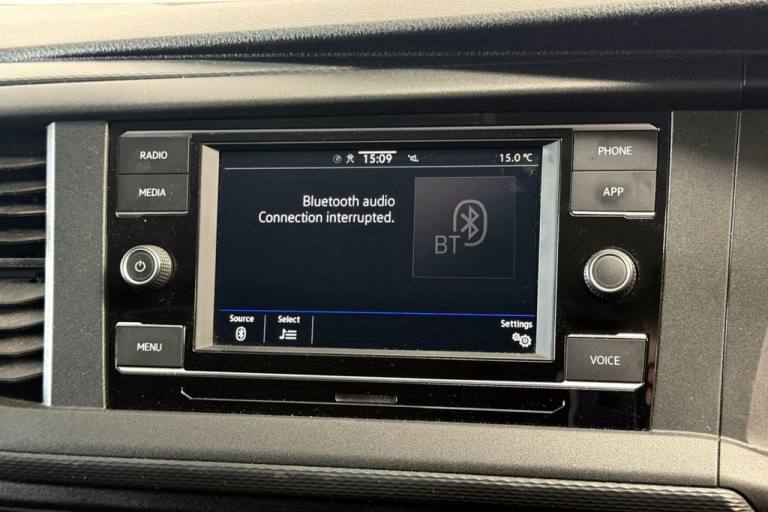 RADIO
MEDIA
MENU
15:09
15.0 °C
Bluetooth audio
Connection interrupted.
BT
Source
Select
Settings
PHONE
APP
VOICE